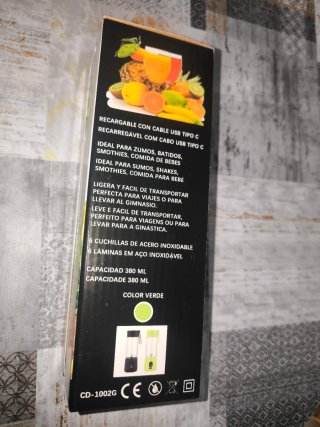 RECARGABLE CON CABLE USB TIPO C
RECARREGÁVEL COM CABO USB TIPO C
IDEAL PARA ZUMOS, BATIDOS,
SMOTHIES, COMIDA DE BEBES
IDEAL PARA SUMOS, SHAKES,
SMOTHIES, COMIDA PARA BEBÉ
LIGERA Y FACIL DE TRANSPORTAR
PERFECTA PARA VIAJES O PARA
LLEVAR AL GIMNASIO.
LEVE E FÁCIL DE TRANSPORTAR,
PERFEITO PARA VIAGENS OU PARA
LEVAR PARA A GINÁSTICA.
6 CUCHILLAS DE ACERO INOXIDABLE
6 LÂMINAS EM AÇO INOXIDÁVEL
CAPACIDAD 380 ML
CAPACIDADE 380 ML
COLOR VERDE
CD-1002G CE